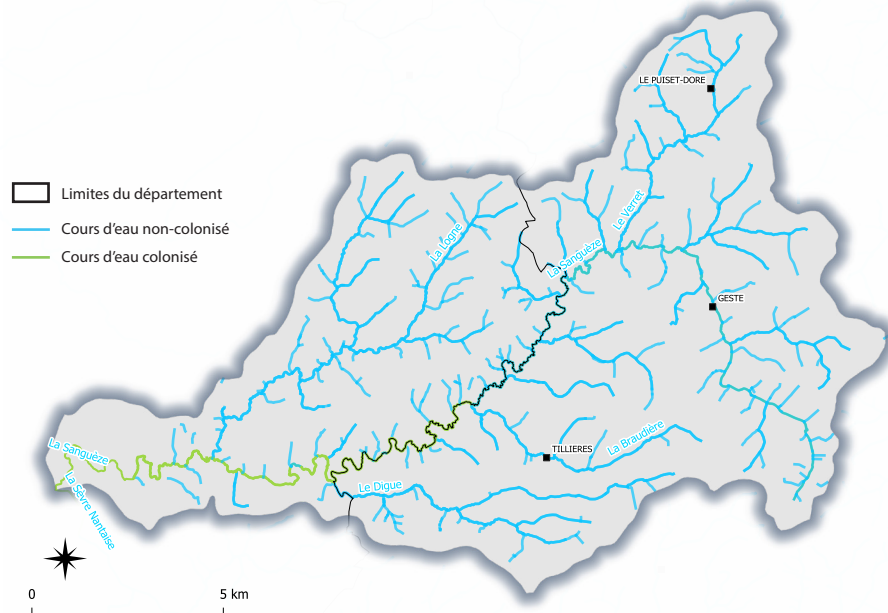 LE PUISET-DORE
Limites du département
Cours d'eau non-colonisé
Cours d'eau colonisé
Le Verret
La Logne
La Sanguèze
GESTE
La Sanguèze
TILLIERES
La Braudière
Le Digue
La Sèvre Nantaise
0
5 km